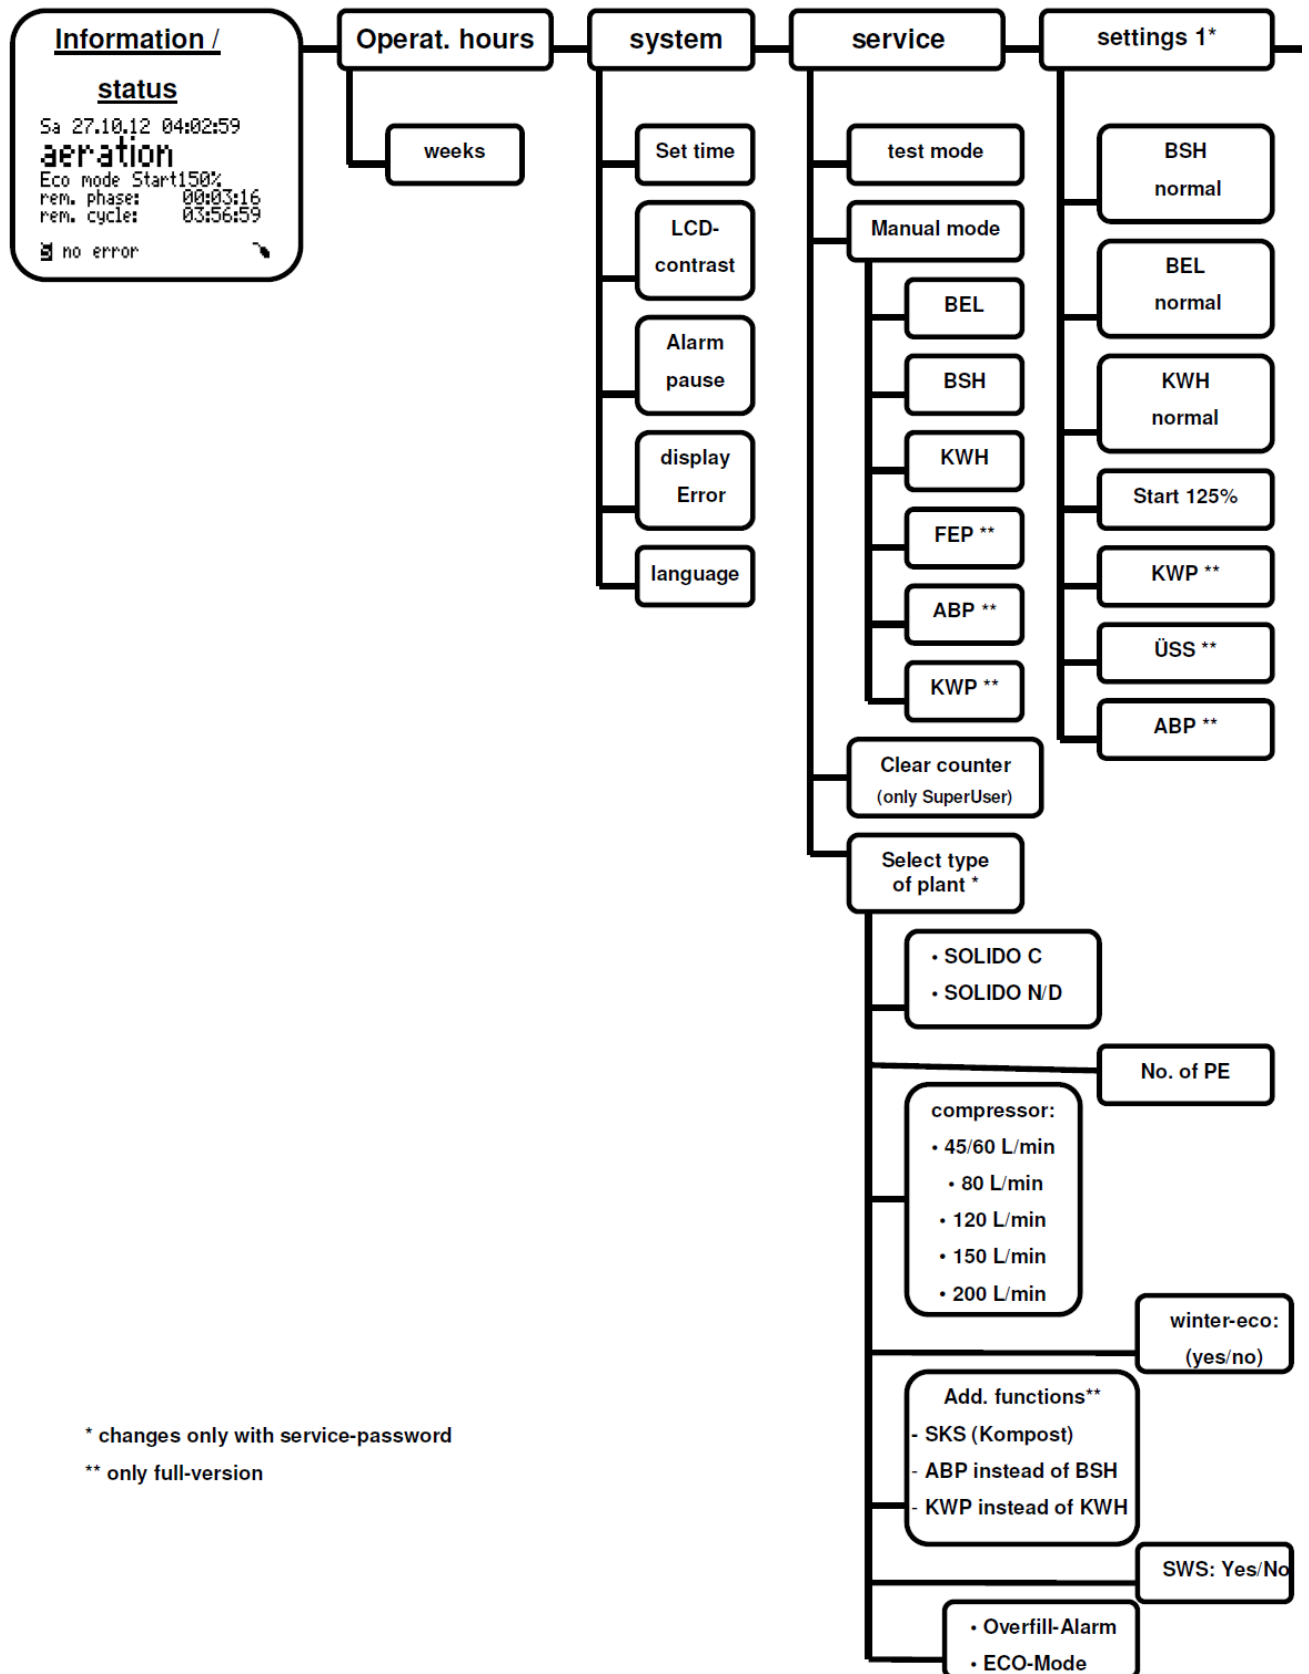 Information /
status
Sa 27.10.12 04:02:59
aeration
Eco mode Start150%
rem. phase: 00:03:16
rem. cycle: 03:56:59
S no error
Operat. hours
weeks
system
Set time
LCD-
contrast
Alarm
pause
display
Error
language
service
test mode
Manual mode
BEL
BSH
KWH
FEP **
ABP **
KWP **
Clear counter
(only SuperUser)
Select type
of plant *
• SOLIDO C
• SOLIDO N/D
No. of PE
compressor:
• 45/60 L/min
• 80 L/min
• 120 L/min
• 150 L/min
• 200 L/min
winter-eco:
(yes/no)
Add. functions**
- SKS (Kompost)
- ABP instead of BSH
- KWP instead of KWH
SWS: Yes/No
• Overfill-Alarm
• ECO-Mode
settings 1*
BSH
normal
BEL
normal
KWH
normal
Start 125%
KWP **
ÜSS **
ABP **
* changes only with service-password
** only full-version